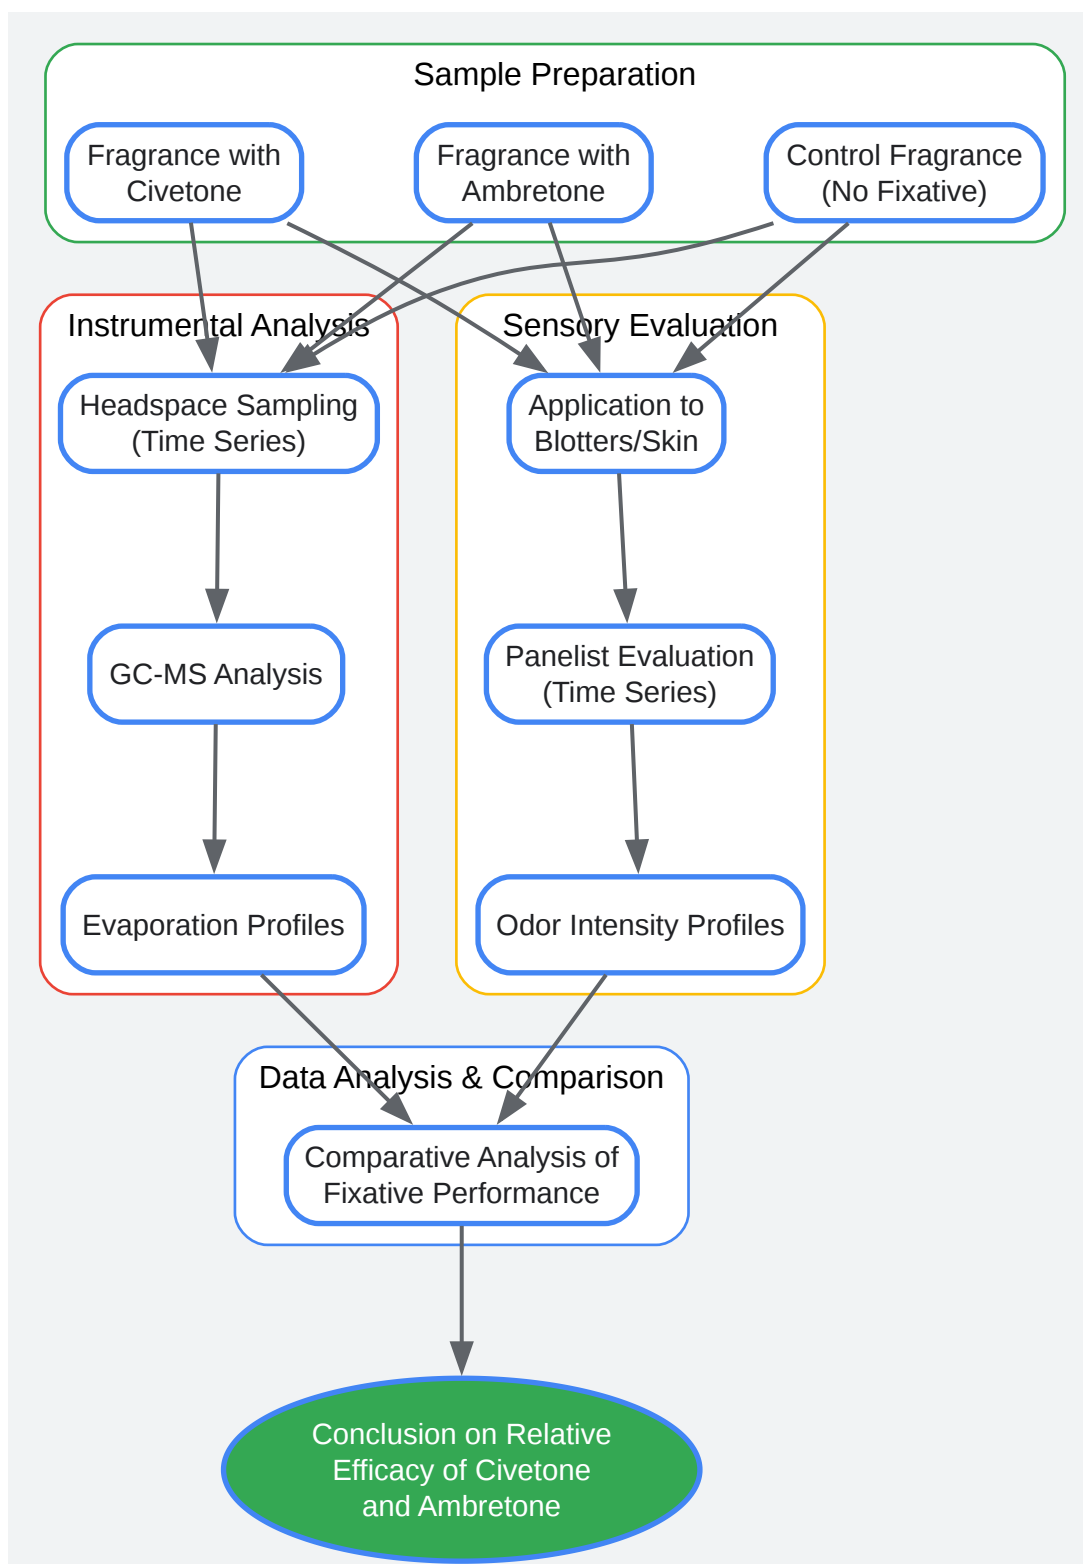 Sample Preparation
Fragrance with
Civetone
Fragrance with
Ambretone
Control Fragrance
(No Fixative)
Instrumental Analysis
Headspace Sampling
(Time Series)
GC-MS Analysis
Evaporation Profiles
Sensory Evaluation
Application to
Blotters/Skin
Panelist Evaluation
(Time Series)
Odor Intensity Profiles
Data Analysis & Comparison
Comparative Analysis of
Fixative Performance
Conclusion on Relative
Efficacy of Civetone
and Ambretone